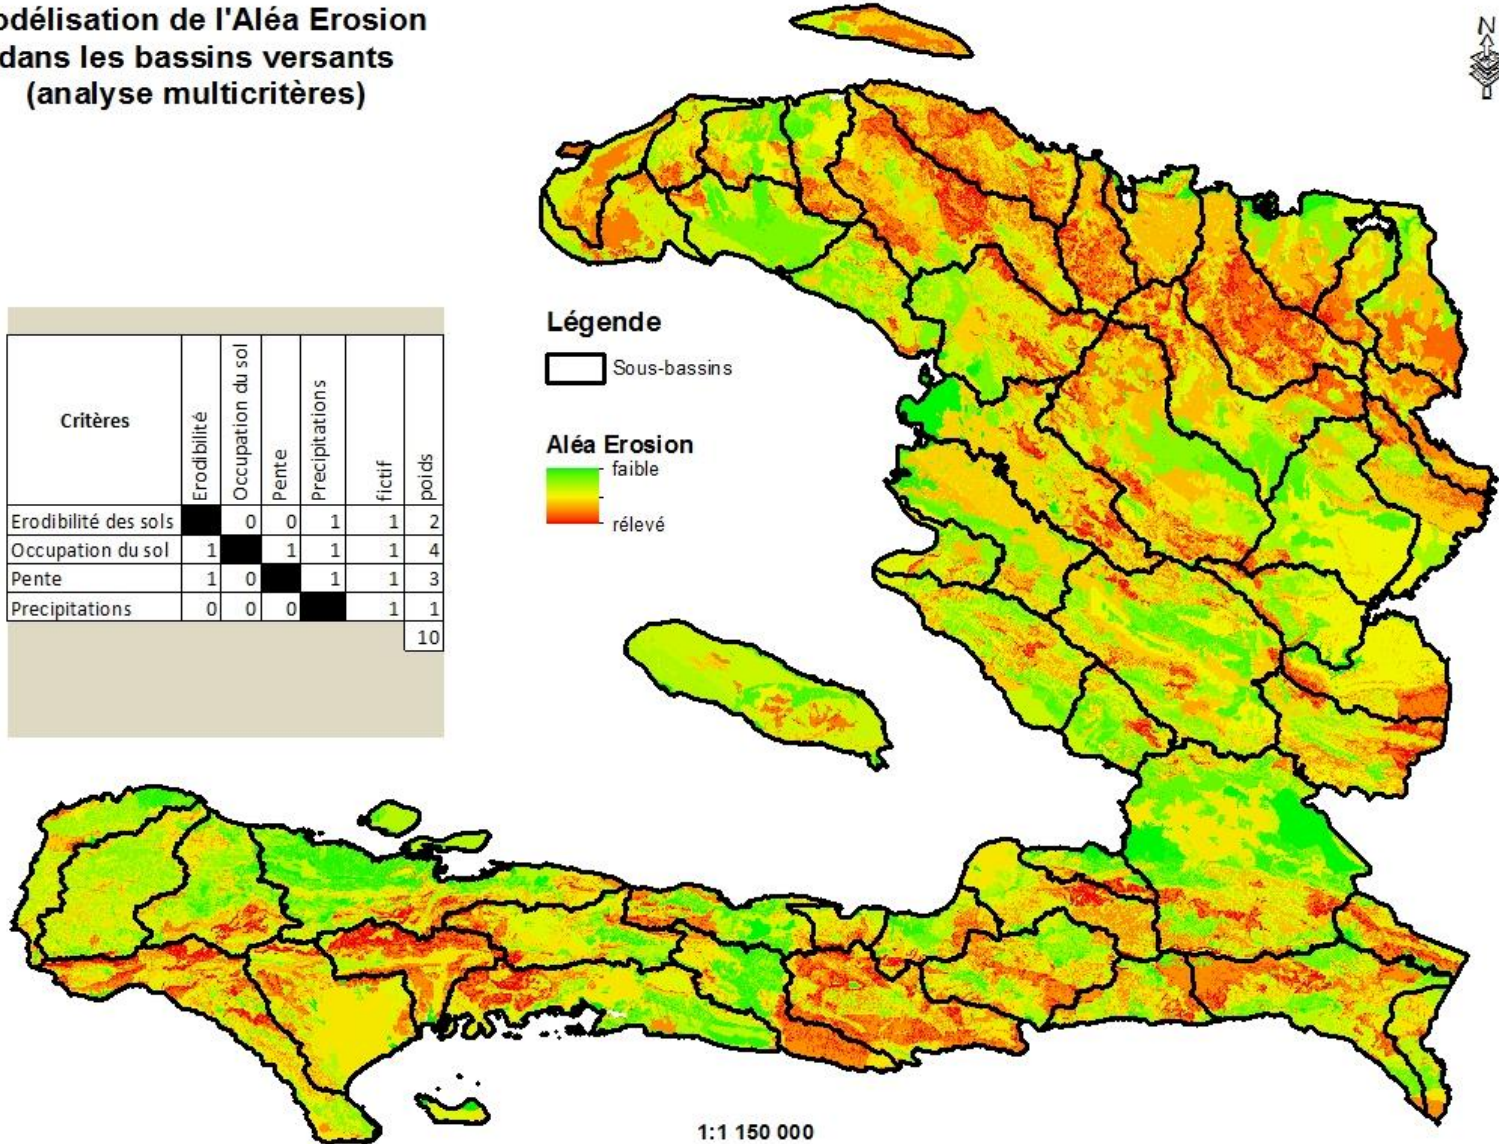 odélisation de l'Aléa Erosion
dans les bassins versants
(analyse multicritères)
N
Critères Erodibilité Occupation du sol Pente Precipitations fictif poids
Erodibilité des sols 0 0 1 1 2
Occupation du sol 1 1 1 1 4
Pente 1 0 1 1 3
Precipitations 0 0 0 1 1
10
Légende
Sous-bassins
Aléa Erosion
faible
rélevé
1:1 150 000